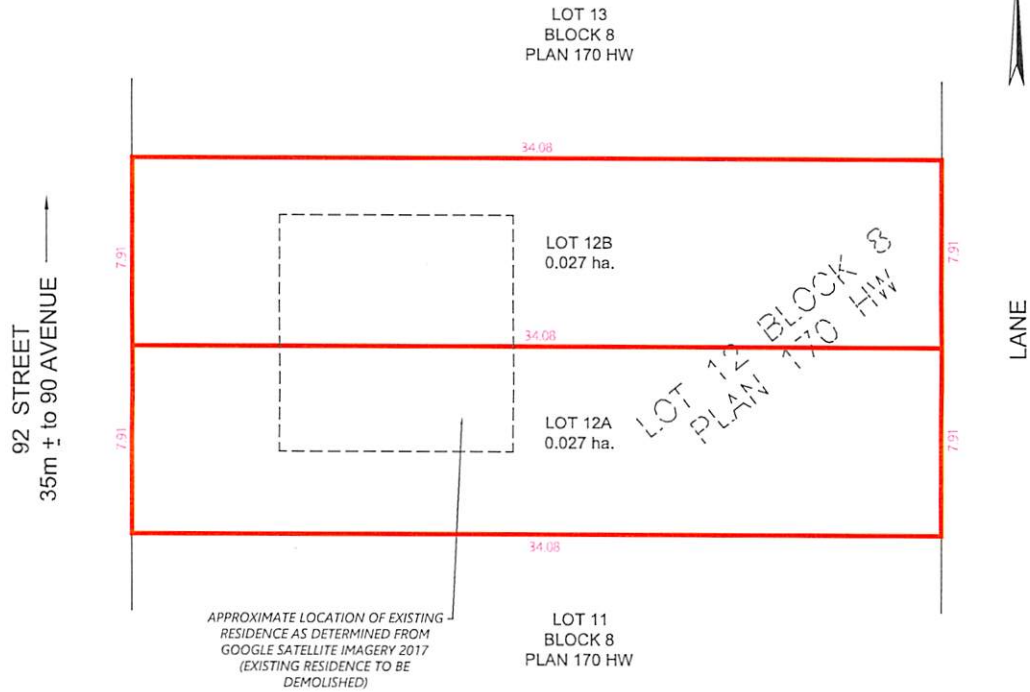 LOT 13
BLOCK 8
PLAN 170 HW
34.08
7.91
LOT 12B
0.027 ha.
7.91
92 STREET
35m ± to 90 AVENUE
34.08
LOT 12 BLOCK 8
PLAN 170 HW
LANE
7.91
LOT 12A
0.027 ha.
7.91
34.08
APPROXIMATE LOCATION OF EXISTING
RESIDENCE AS DETERMINED FROM
GOOGLE SATELLITE IMAGERY 2017
(EXISTING RESIDENCE TO BE
DEMOLISHED)
LOT 11
BLOCK 8
PLAN 170 HW